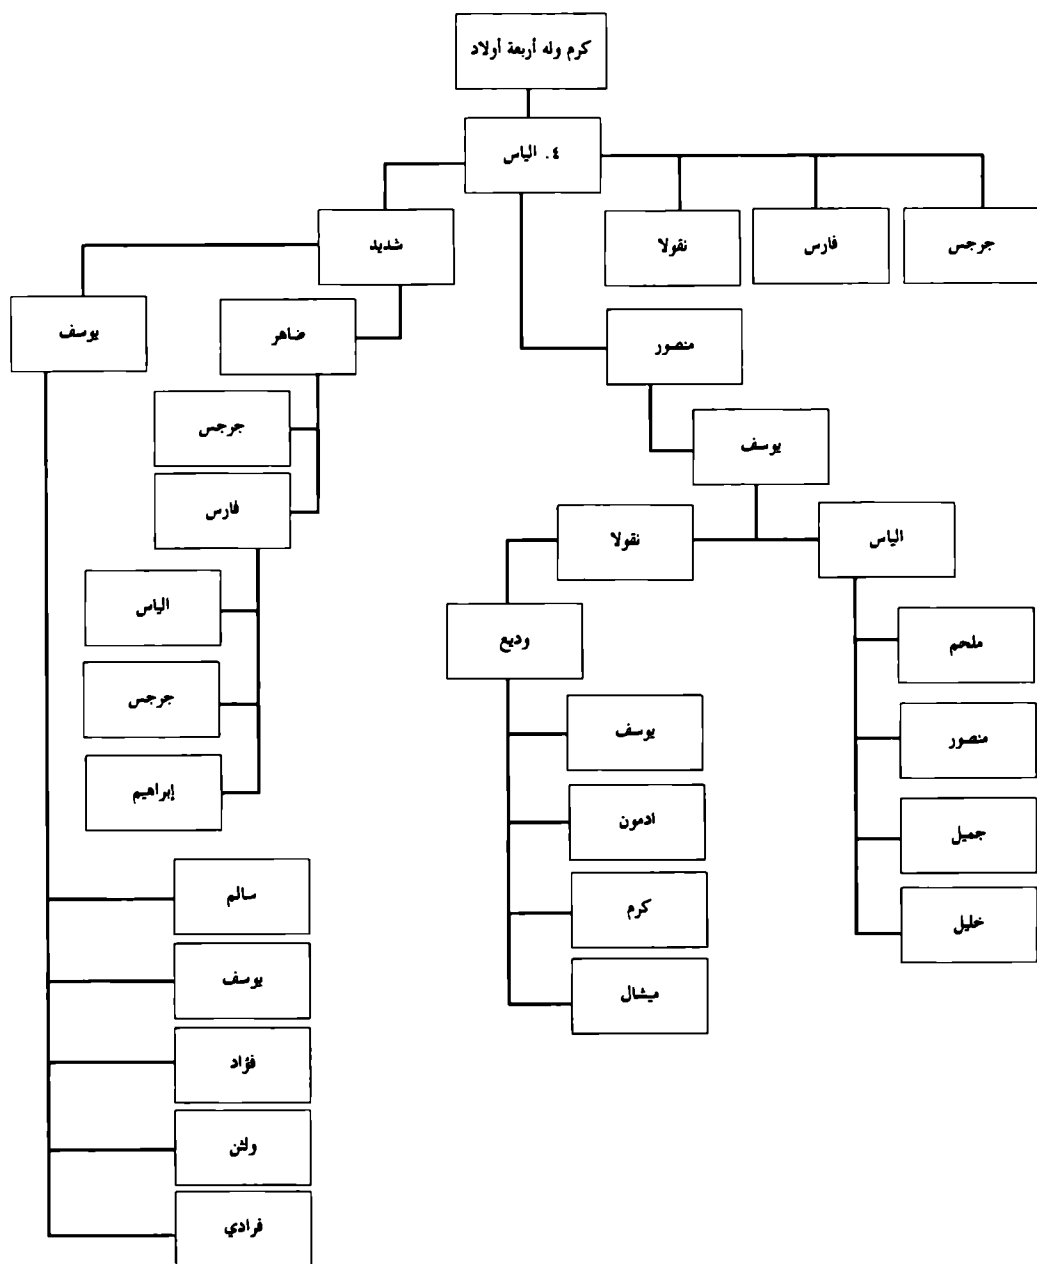 كرم وله أربعة أولاد
٤. الياس
جرجس
فارس
نقولا
شديد
منصور
ضاهر
يوسف
يوسف
جرجس
فارس
الياس
نقولا
الياس
جرجس
إبراهيم
وديع
ملحم
منصور
جميل
خليل
يوسف
ادمون
كرم
ميشال
سالم
يوسف
فؤاد
ولثن
فرادي